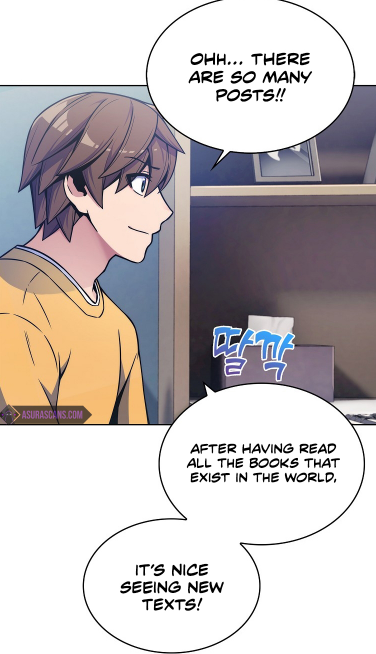 OHH... THERE
ARE SO MANY
POSTS!!
딸깍
ASURASCANS.COM
AFTER HAVING READ
ALL THE BOOKS THAT
EXIST IN THE WORLD,
IT'S NICE
SEEING NEW
TEXTS!